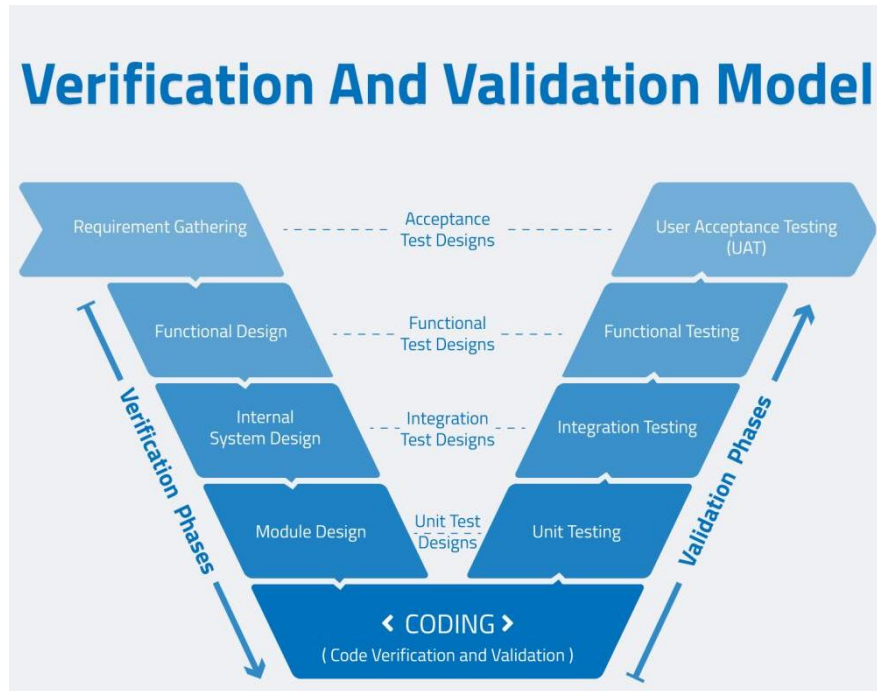 Verification And Validation Model
Requirement Gathering
Acceptance
Test Designs
User Acceptance Testing
(UAT)
Functional Design
Functional
Test Designs
Functional Testing
Internal
System Design
Integration
Test Designs
Integration Testing
Module Design
Unit Test
Designs
Unit Testing
Verification Phases
Validation Phases
< CODING >
( Code Verification and Validation )